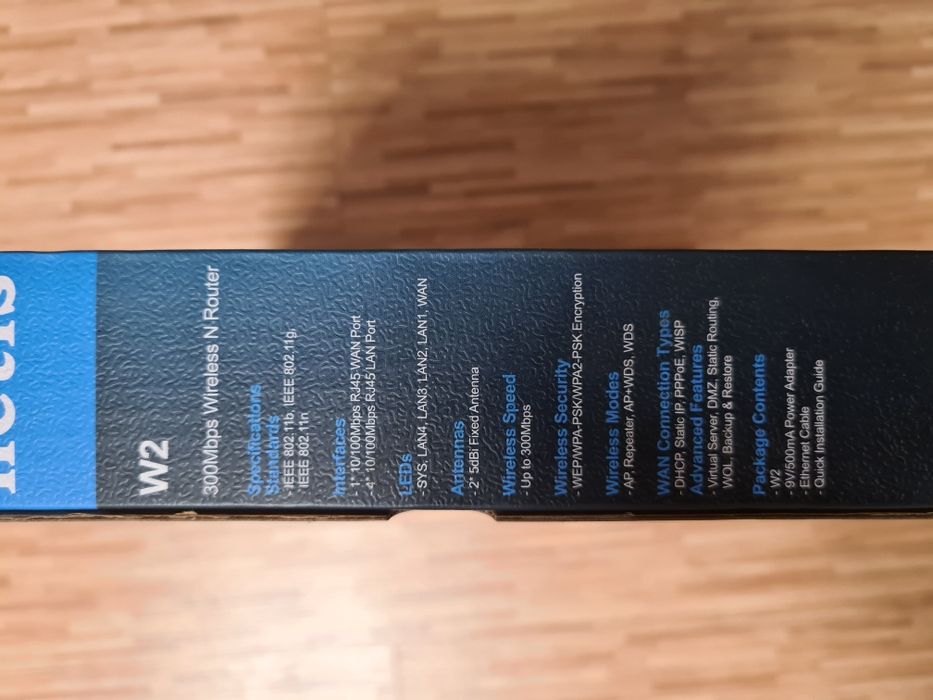 netis
W2
300Mbps Wireless N Router
Specifications
Standards
- IEEE 802.11b, IEEE 802.11g,
IEEE 802.11n
Interfaces
- 1* 10/100Mbps RJ45 WAN Port
- 4* 10/100Mbps RJ45 LAN Port
LEDs
- SYS, LAN4, LAN3, LAN2, LAN1, WAN
Antennas
- 2* 5dBi Fixed Antenna
Wireless Speed
- Up to 300Mbps
Wireless Security
- WEP/WPA-PSK/WPA2-PSK Encryption
Wireless Modes
- AP, Repeater, AP+WDS, WDS
WAN Connection Types
- DHCP, Static IP, PPPoE, WISP
Advanced Features
- Virtual Server, DMZ, Static Routing,
WOL, Backup & Restore
Package Contents
- W2
- 9V/500mA Power Adapter
- Ethernet Cable
- Quick Installation Guide